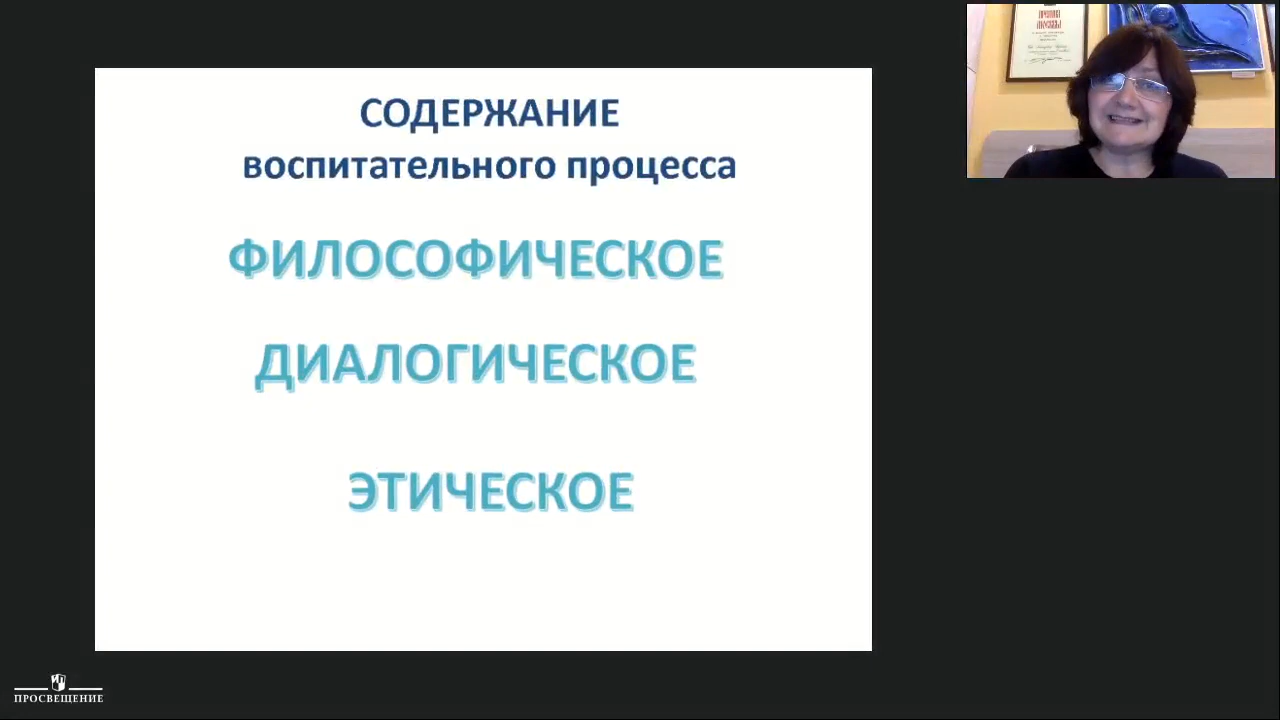 СОДЕРЖАНИЕ
воспитательного процесса
ФИЛОСОФИЧЕСКОЕ
ДИАЛОГИЧЕСКОЕ
ЭТИЧЕСКОЕ
ПРОСВЕЩЕНИЕ